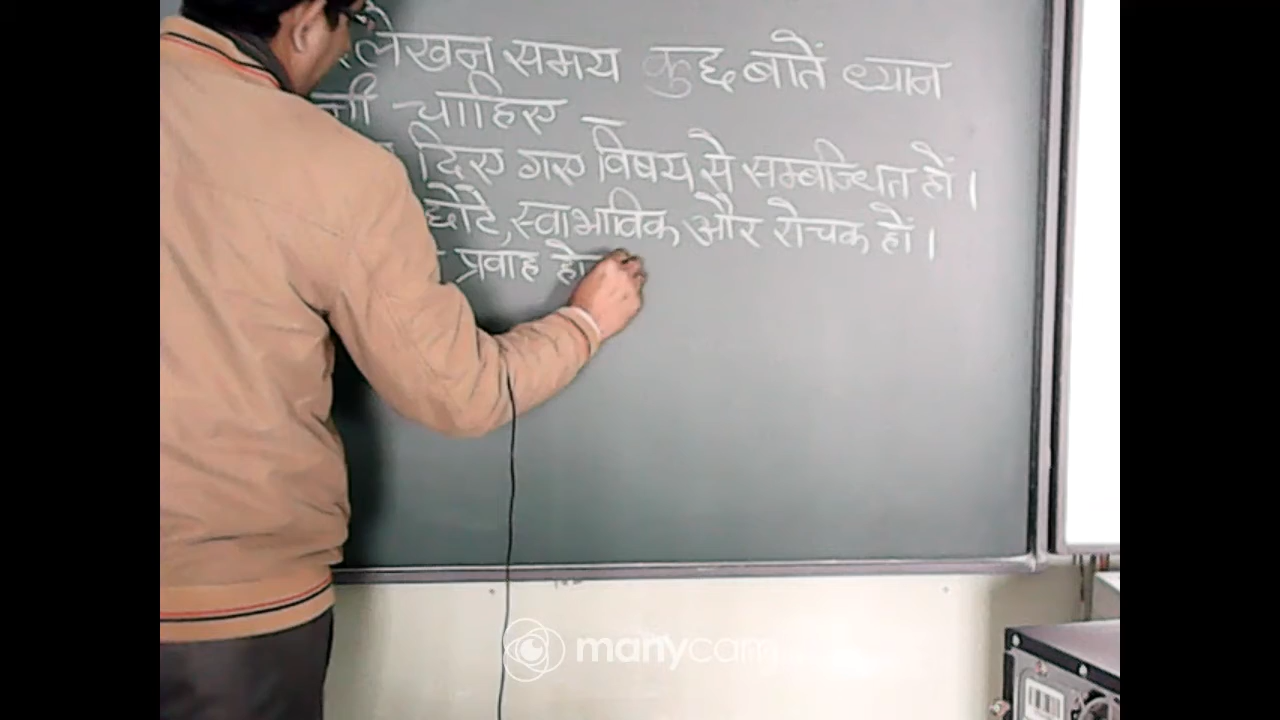 लेखन समय कुछ बातें ध्यान
चाहिए –
दिए गए विषय से सम्बन्धित हों।
छोटे, स्वाभाविक और रोचक हों।
प्रवाह हो
manycam